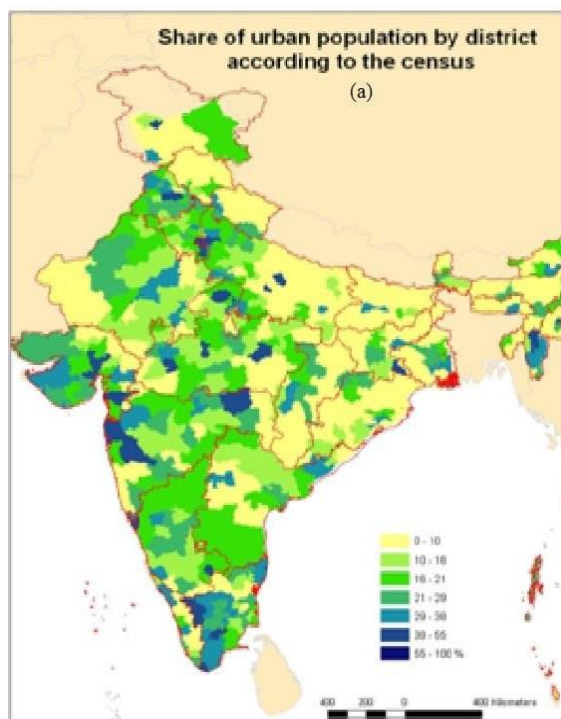 Share of urban population by district
according to the census
(a)
0 - 10
10 - 16
16 - 21
21 - 29
29 - 38
38 - 55
55 - 100 %
400 200 0 400 Kilometers